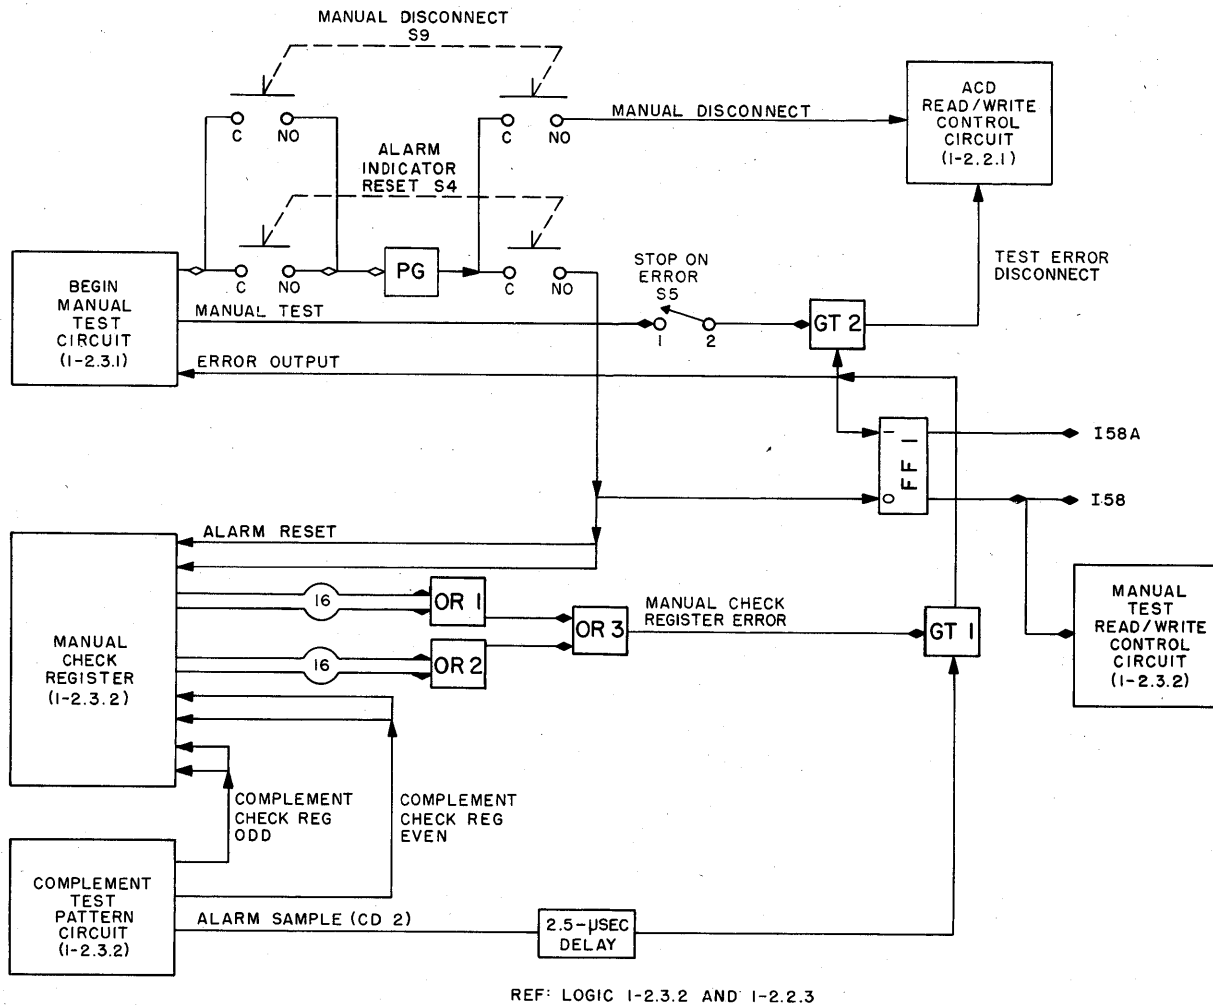 MANUAL DISCONNECT
S9
C NO
C NO
MANUAL DISCONNECT
ACD
READ/WRITE
CONTROL
CIRCUIT
(1-2.2.1)
ALARM
INDICATOR
RESET S4
BEGIN
MANUAL
TEST
CIRCUIT
(1-2.3.1)
C NO
PG
C NO
STOP ON
ERROR
S5
1 2
TEST ERROR
DISCONNECT
MANUAL TEST
GT 2
ERROR OUTPUT
1
FF 1
0
I58A
I58
ALARM RESET
MANUAL
CHECK
REGISTER
(1-2.3.2)
16
OR 1
16
OR 2
OR 3
MANUAL CHECK
REGISTER ERROR
GT 1
MANUAL
TEST
READ/WRITE
CONTROL
CIRCUIT
(1-2.3.2)
COMPLEMENT
CHECK REG
ODD
COMPLEMENT
CHECK REG
EVEN
COMPLEMENT
TEST
PATTERN
CIRCUIT
(1-2.3.2)
ALARM SAMPLE (CD 2)
2.5-μSEC
DELAY
REF: LOGIC 1-2.3.2 AND 1-2.2.3